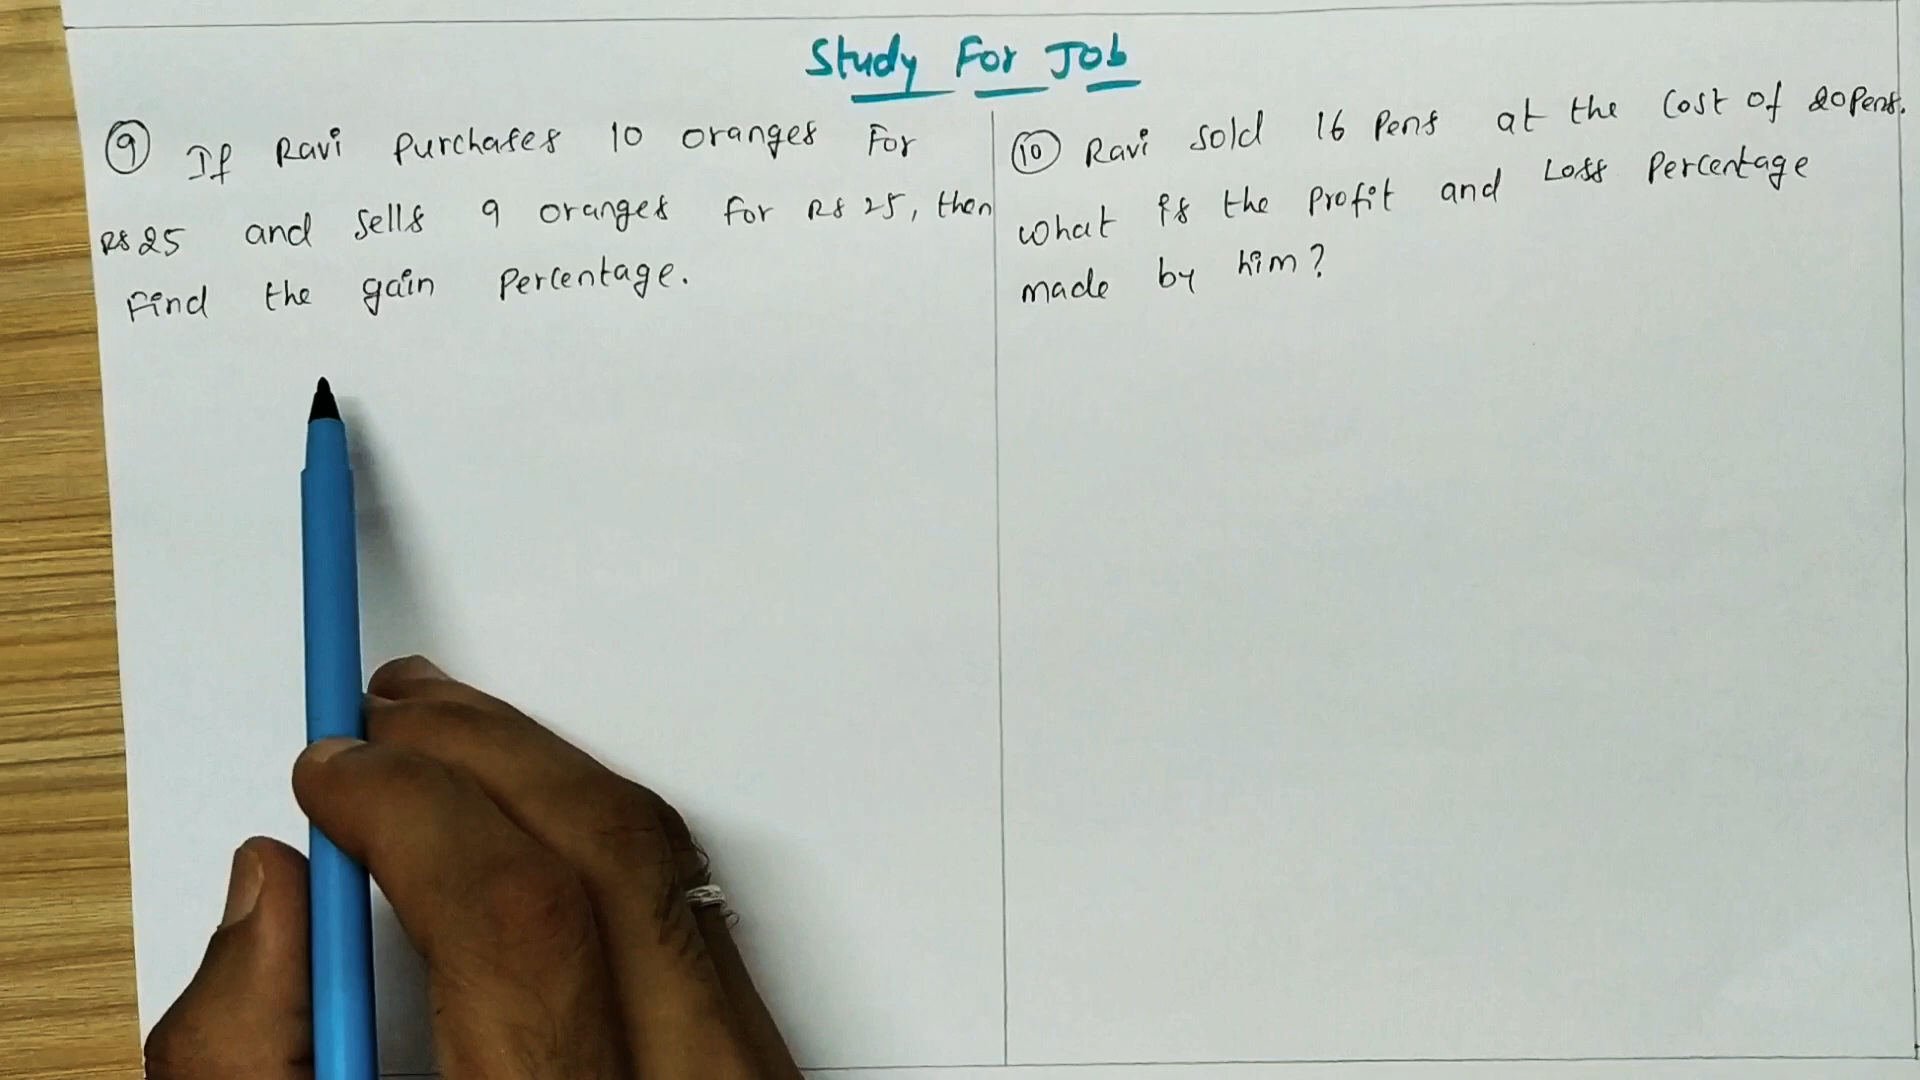 Study For Job
9 If Ravi Purchases 10 oranges For
Rs 25 and sells 9 oranges for Rs 25, then
Find the gain Percentage.
10 Ravi sold 16 Pens at the Cost of 20 Pens.
What is the Profit and Loss Percentage
made by him?